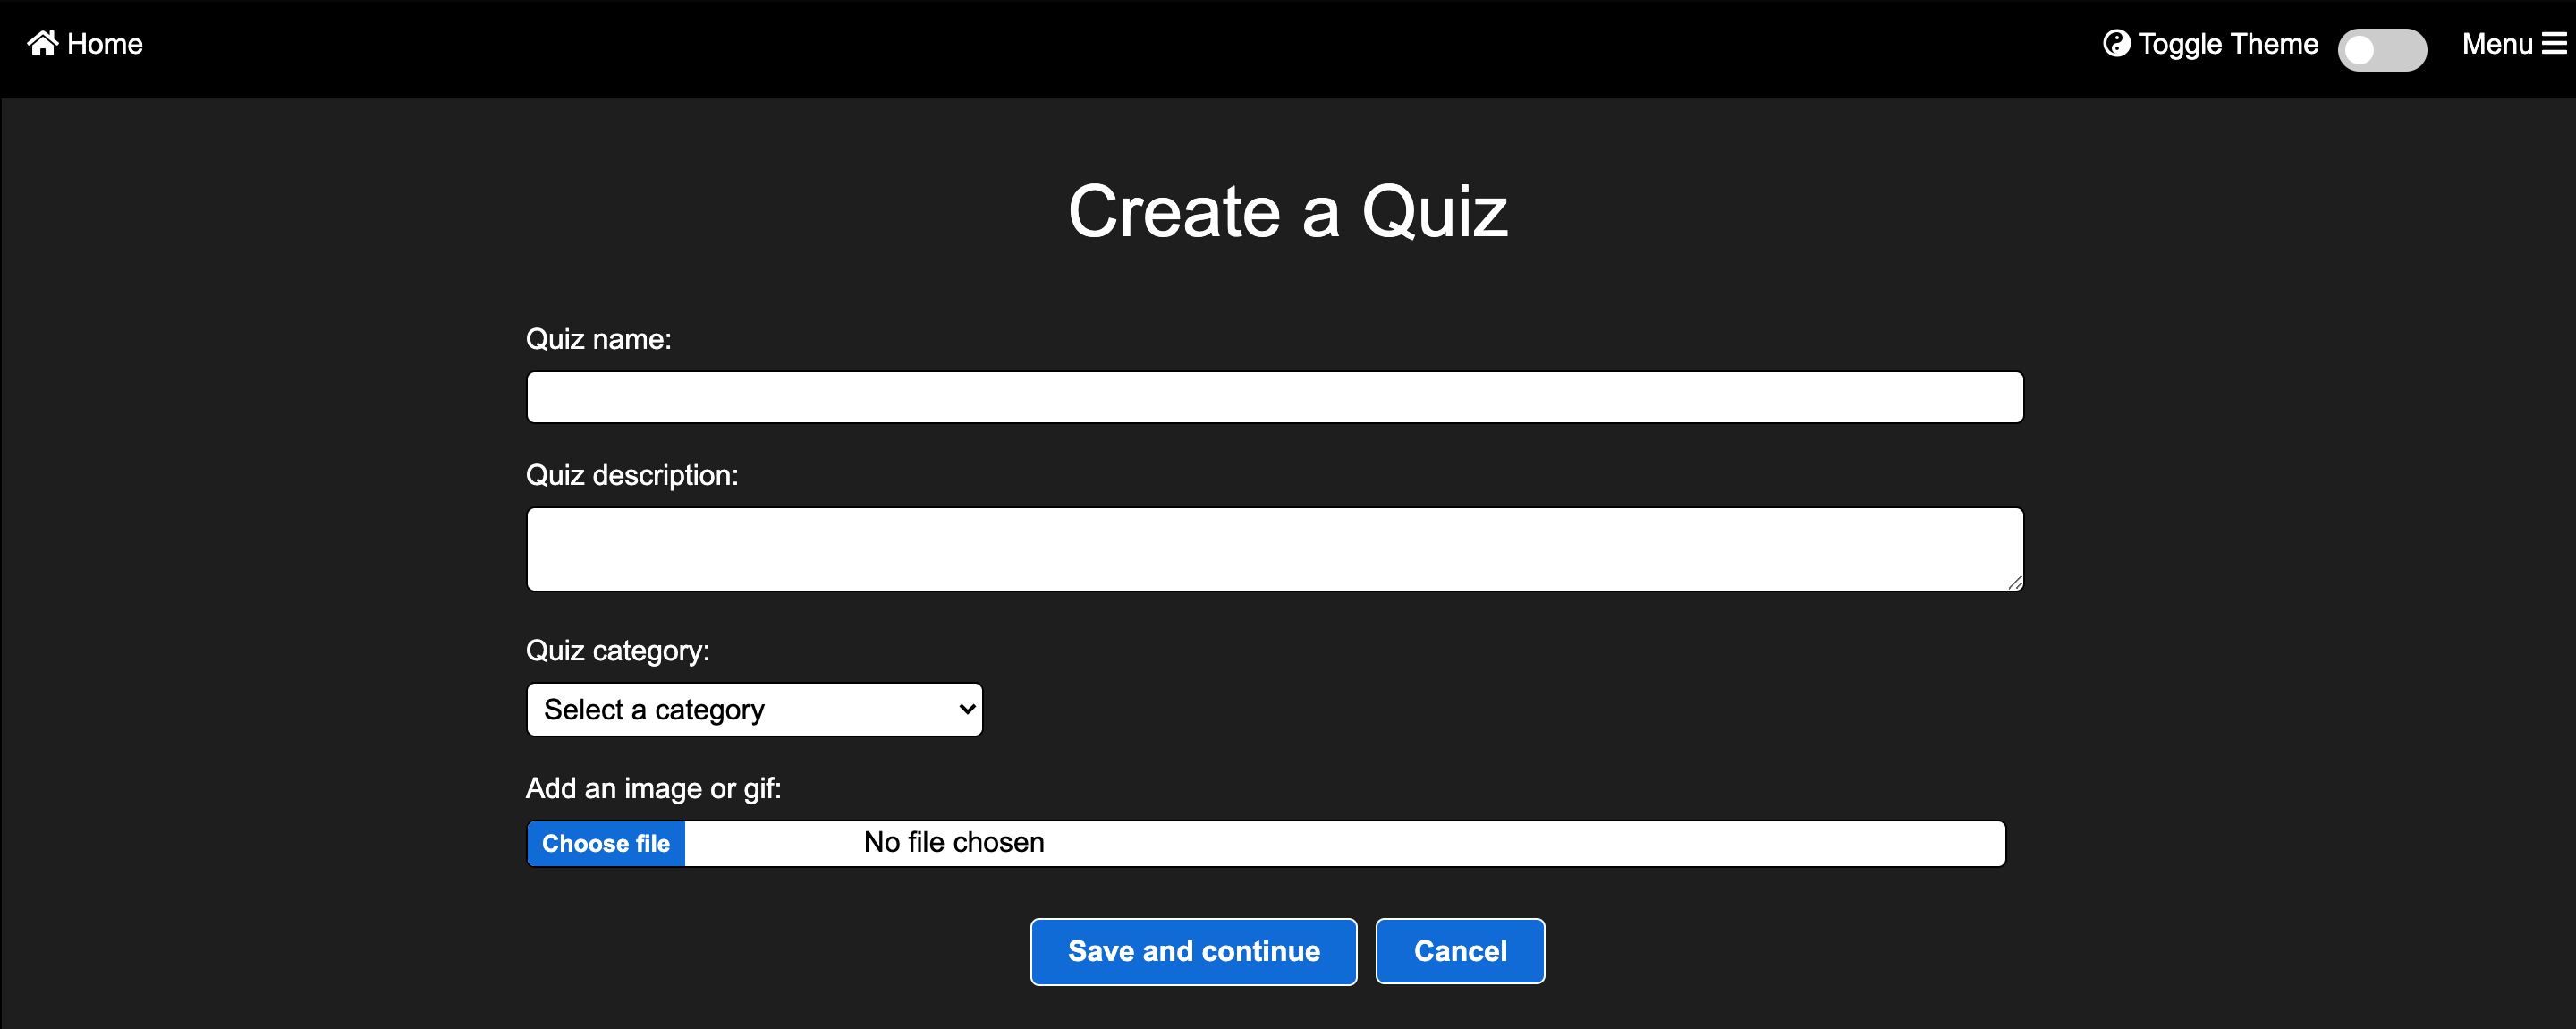 Home
Toggle Theme
Menu
Create a Quiz
Quiz name:
Quiz description:
Quiz category:
Select a category
Add an image or gif:
Choose file No file chosen
Save and continue
Cancel